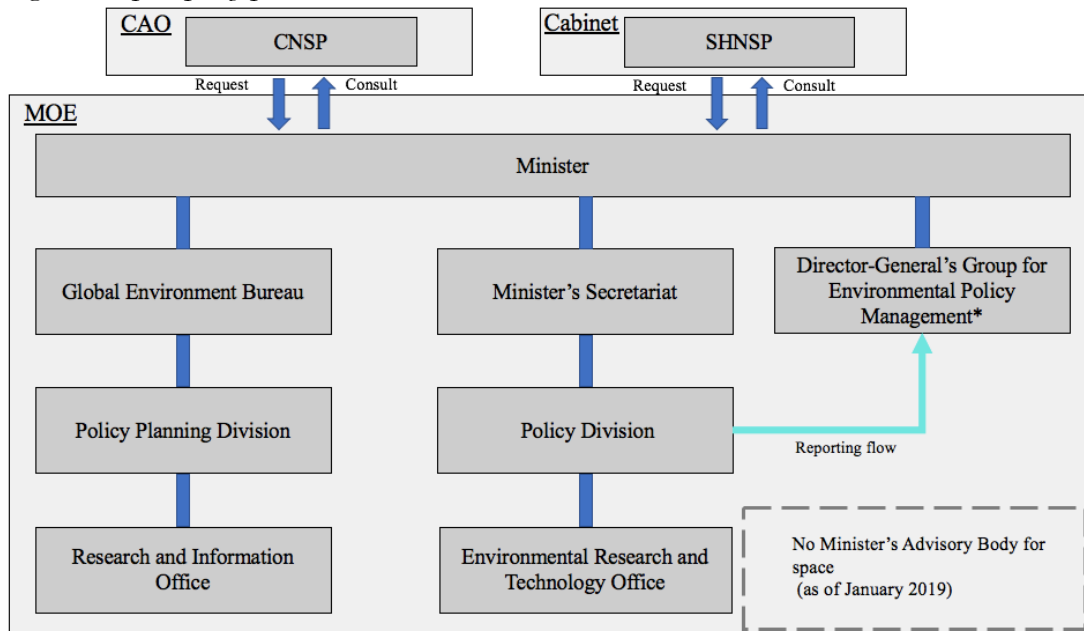 CAO
CNSP
Cabinet
SHNSP
Request
Consult
Request
Consult
MOE
Minister
Global Environment Bureau
Minister's Secretariat
Director-General's Group for
Environmental Policy
Management*
Policy Planning Division
Policy Division
Reporting flow
Research and Information
Office
Environmental Research and
Technology Office
No Minister's Advisory Body for
space
(as of January 2019)